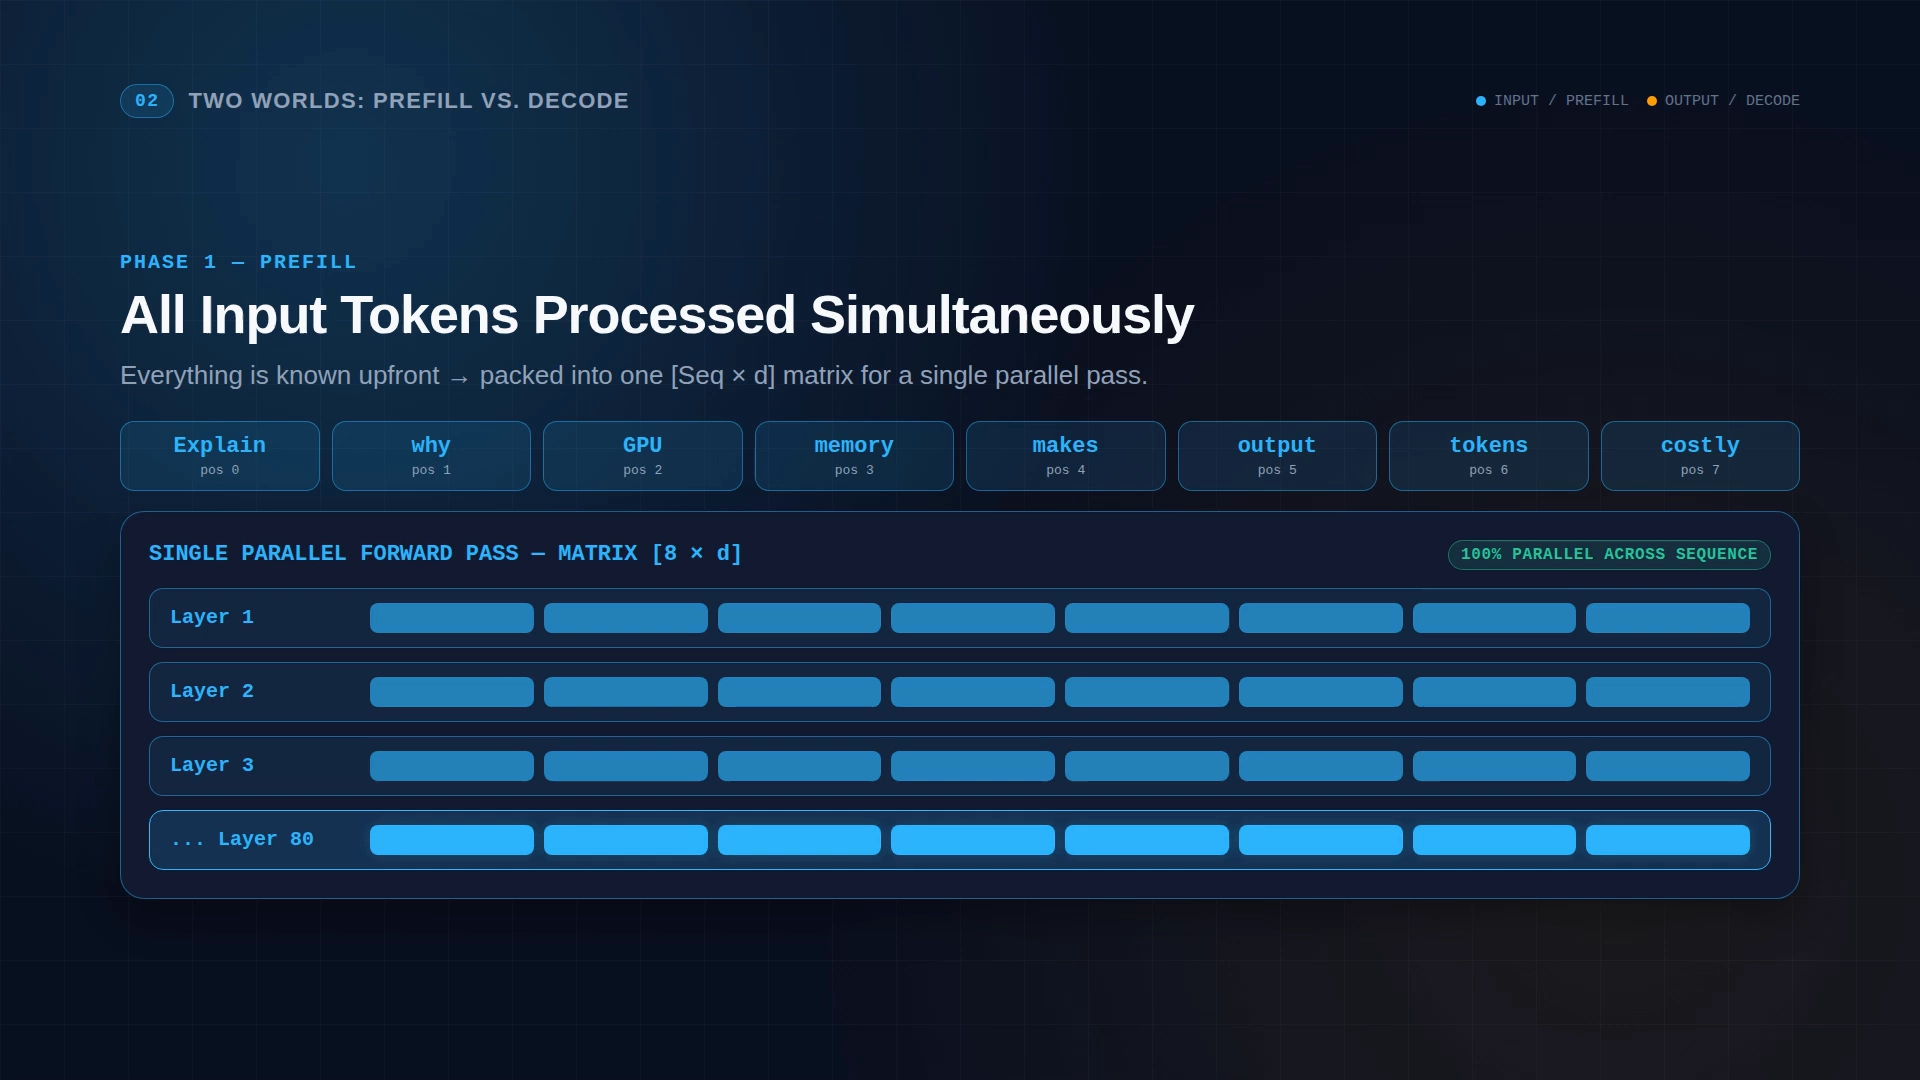 02 TWO WORLDS: PREFILL VS. DECODE
INPUT / PREFILL OUTPUT / DECODE
PHASE 1 — PREFILL
All Input Tokens Processed Simultaneously
Everything is known upfront → packed into one [Seq × d] matrix for a single parallel pass.
Explain why GPU memory makes output tokens costly
pos 0 pos 1 pos 2 pos 3 pos 4 pos 5 pos 6 pos 7
SINGLE PARALLEL FORWARD PASS — MATRIX [8 × d]
100% PARALLEL ACROSS SEQUENCE
Layer 1
Layer 2
Layer 3
... Layer 80